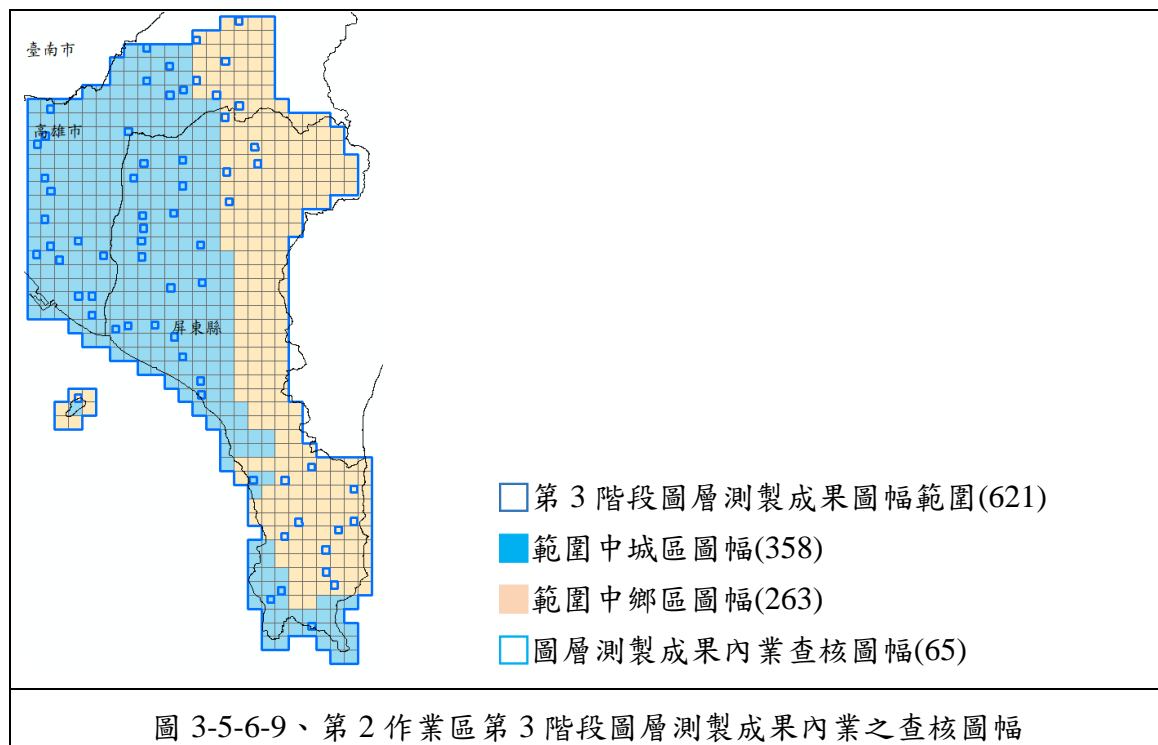 臺南市
高雄市
屏東縣
第 3 階段圖層測製成果圖幅範圍(621)
範圍中城區圖幅(358)
範圍中鄉區圖幅(263)
圖層測製成果內業查核圖幅(65)
圖 3-5-6-9、第 2 作業區第 3 階段圖層測製成果內業之查核圖幅